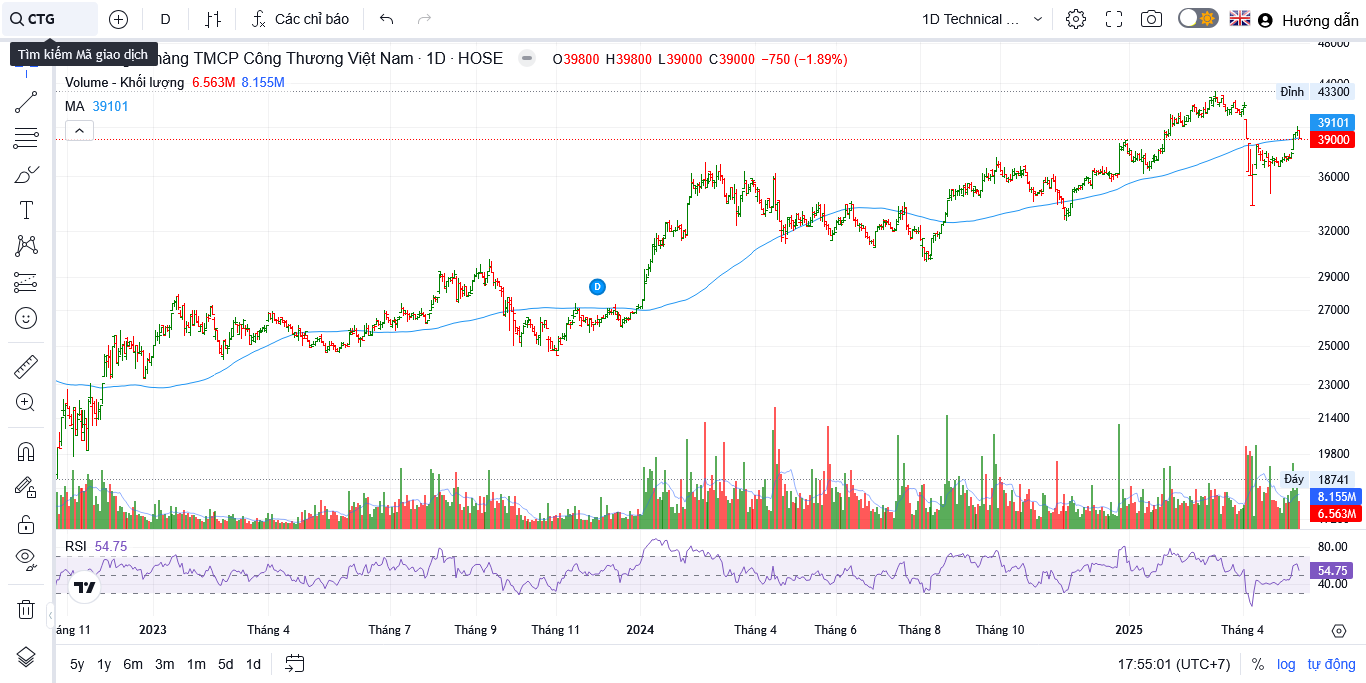 CTG
D
Các chỉ báo
1D Technical ...
Hướng dẫn
Tìm kiếm Mã giao dịch
hàng TMCP Công Thương Việt Nam · 1D · HOSE
O39800 H39800 L39000 C39000 −750 (−1.89%)
Volume - Khối lượng 6.563M 8.155M
MA 39101
48000
44000
Đỉnh 43300
39101
39000
36000
32000
29000
D
27000
25000
23000
21400
19800
Đáy 18741
8.155M
6.563M
RSI 54.75
80.00
54.75
40.00
áng 11 2023 Tháng 4 Tháng 7 Tháng 9 Tháng 11 2024 Tháng 4 Tháng 6 Tháng 8 Tháng 10 2025 Tháng 4
5y 1y 6m 3m 1m 5d 1d
17:55:01 (UTC+7) % log tự động